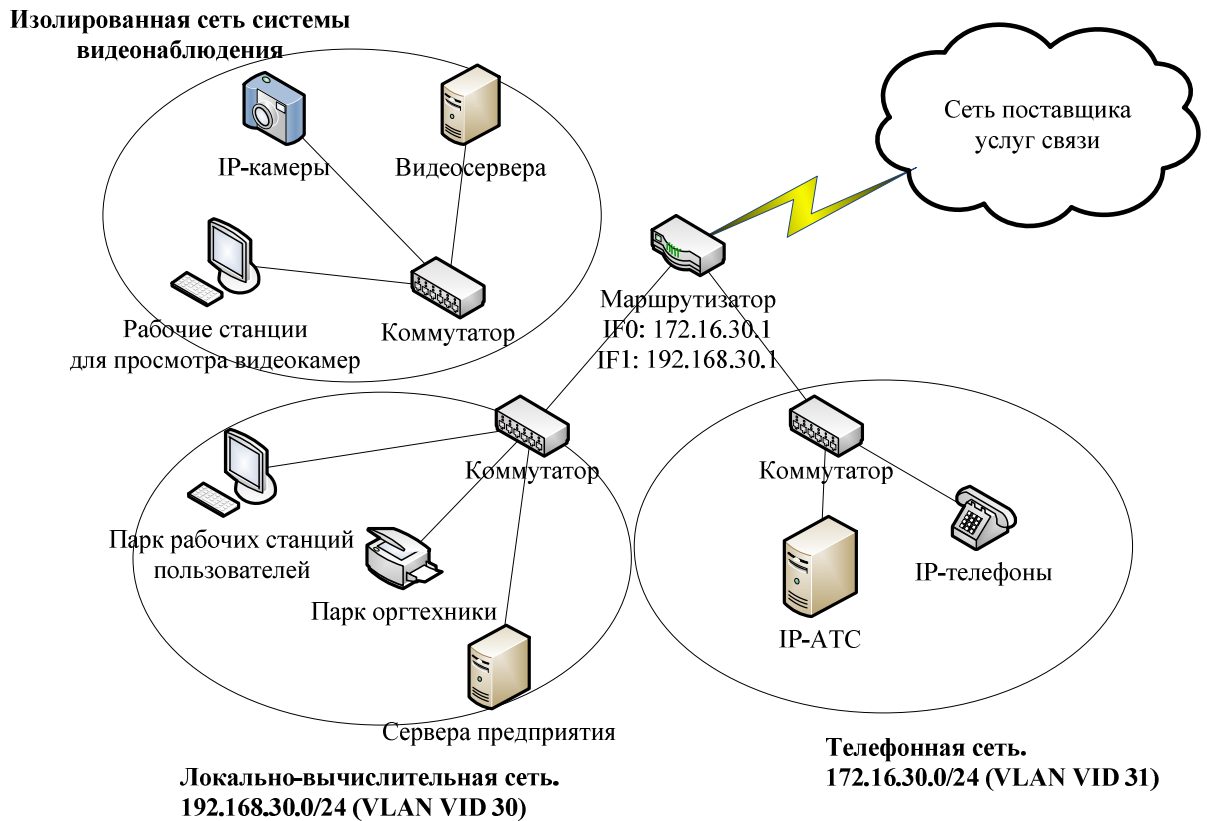 Изолированная сеть системы
видеонаблюдения
IP-камеры
Видеосервера
Рабочие станции
для просмотра видеокамер
Коммутатор
Сеть поставщика
услуг связи
Маршрутизатор
IF0: 172.16.30.1
IF1: 192.168.30.1
Коммутатор
Парк рабочих станций
пользователей
Парк оргтехники
Сервера предприятия
Локально-вычислительная сеть.
192.168.30.0/24 (VLAN VID 30)
Коммутатор
IP-телефоны
IP-АТС
Телефонная сеть.
172.16.30.0/24 (VLAN VID 31)